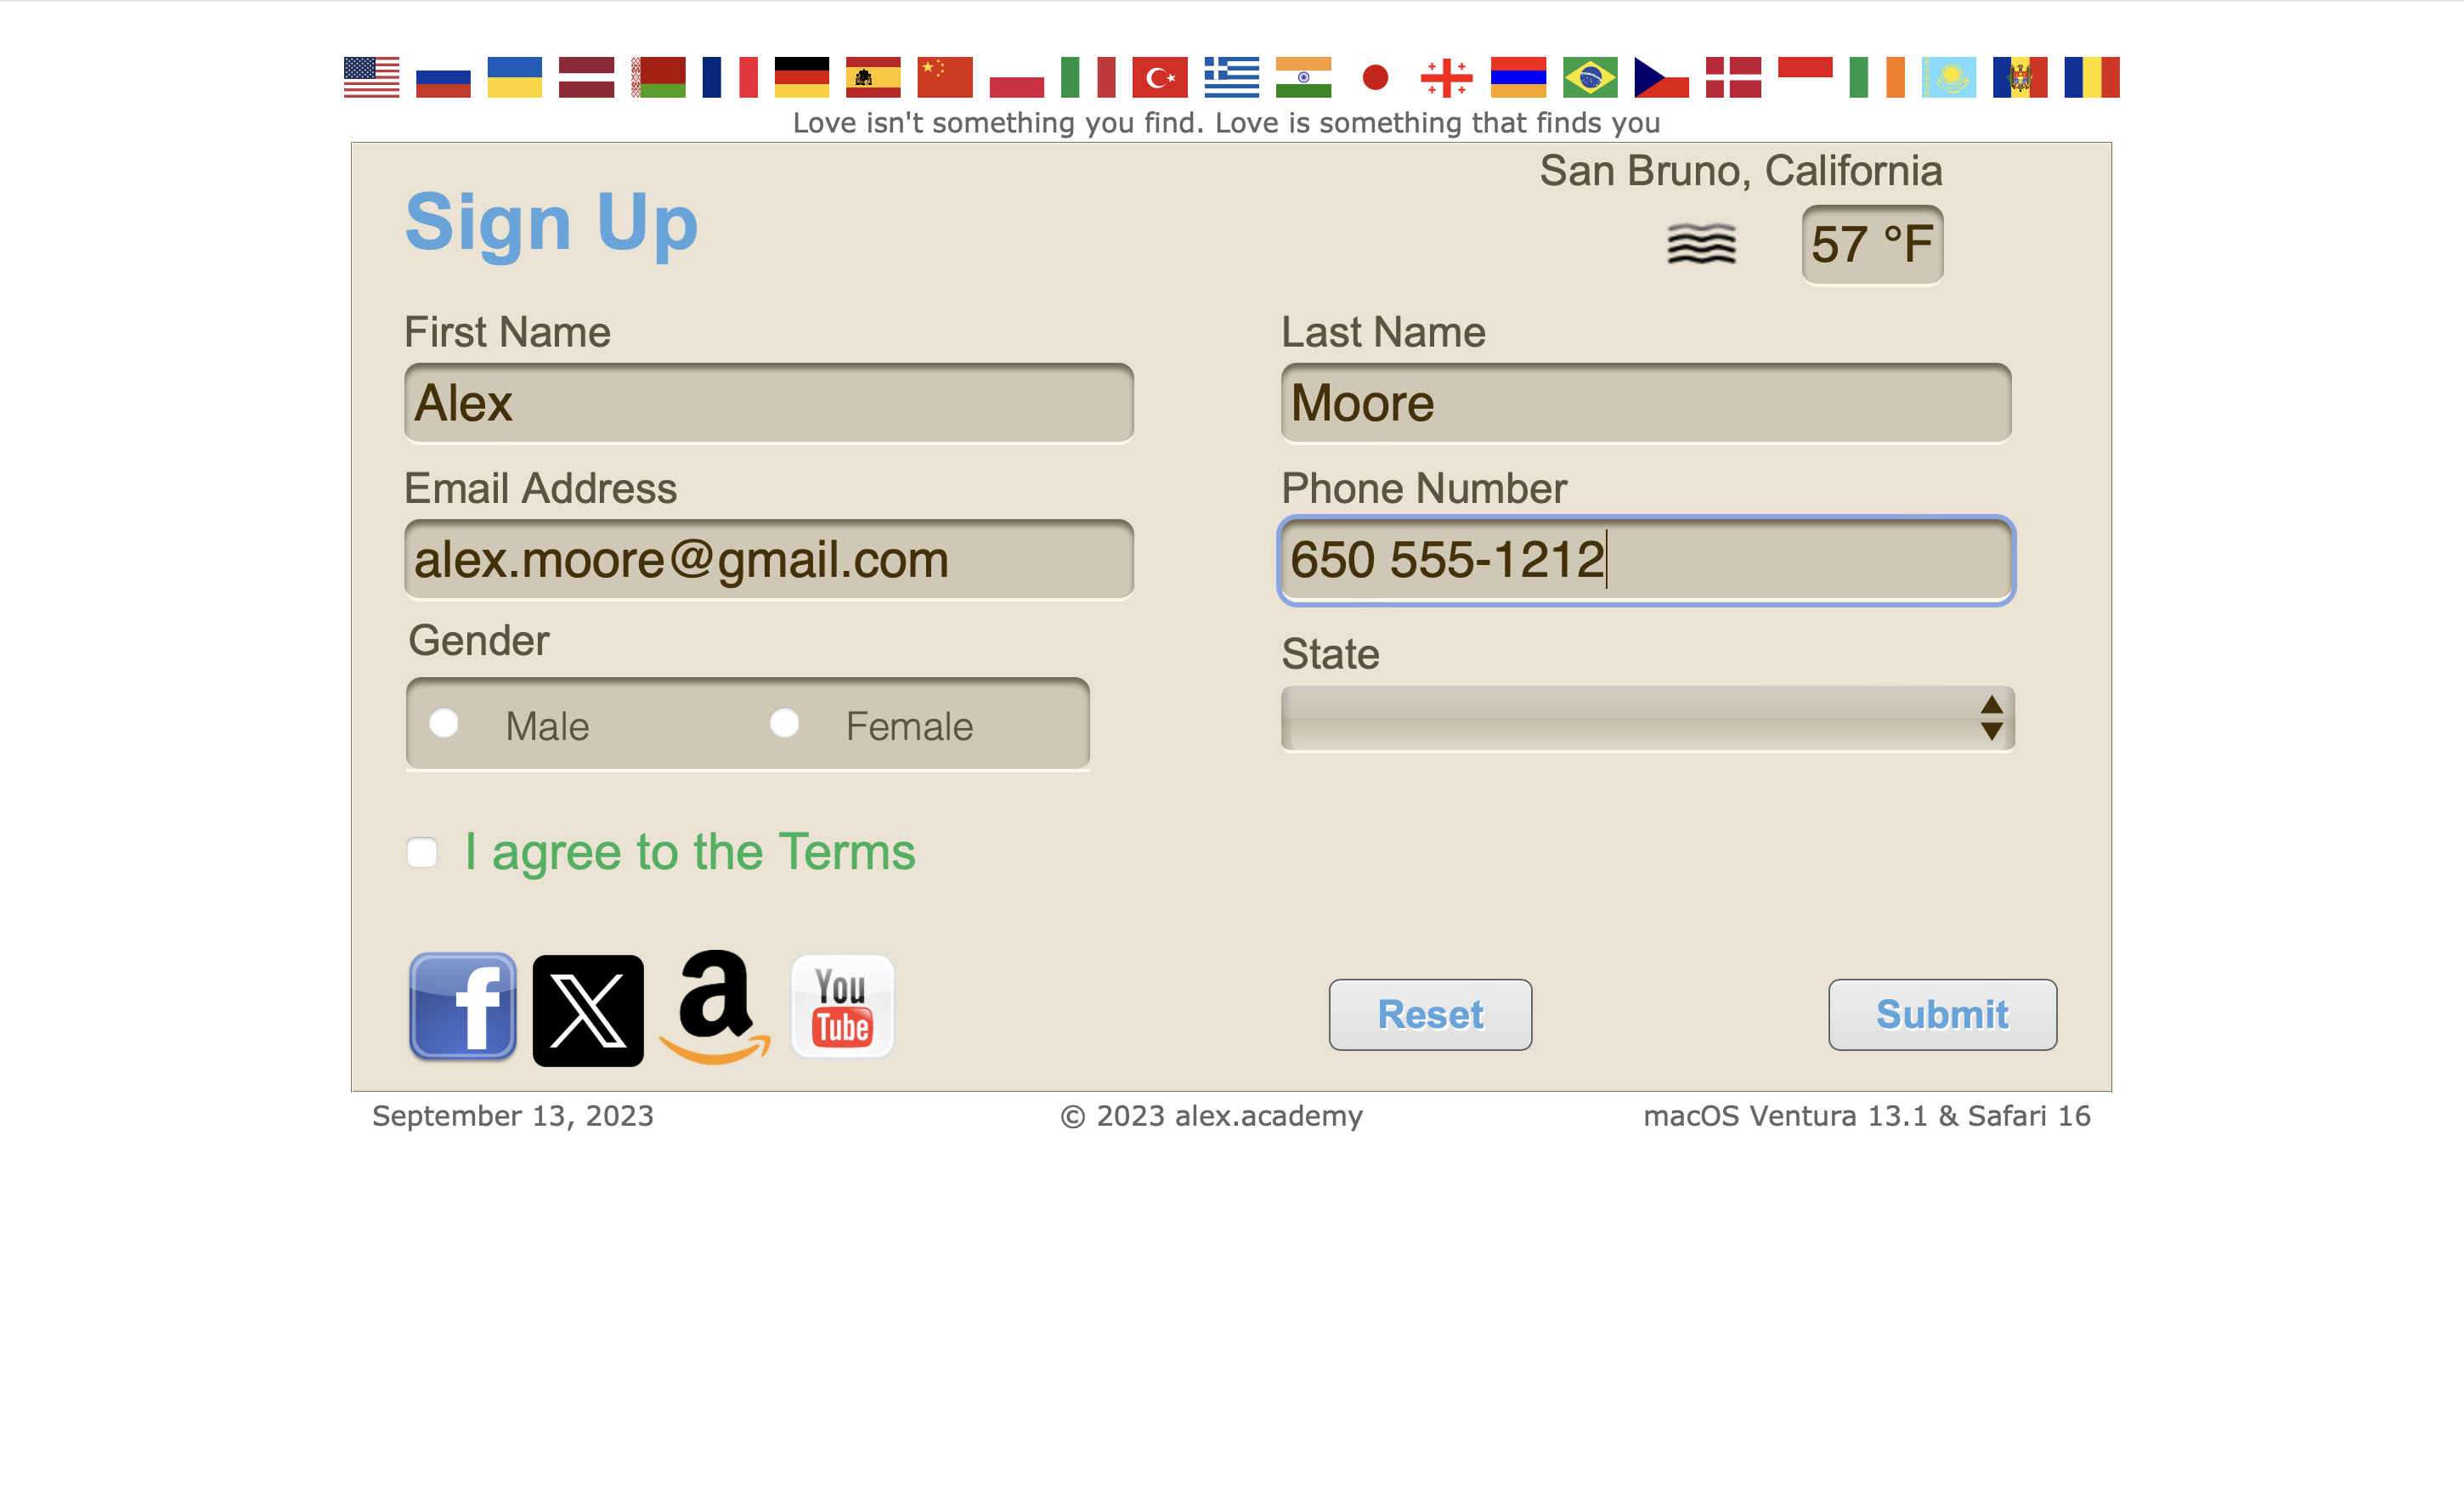 Love isn't something you find. Love is something that finds you
San Bruno, California
Sign Up
57 °F
First Name
Last Name
Alex
Moore
Email Address
Phone Number
alex.moore@gmail.com
650 555-1212
Gender
State
Male
Female
I agree to the Terms
f
X
a
You
Tube
Reset
Submit
September 13, 2023
© 2023 alex.academy
macOS Ventura 13.1 & Safari 16